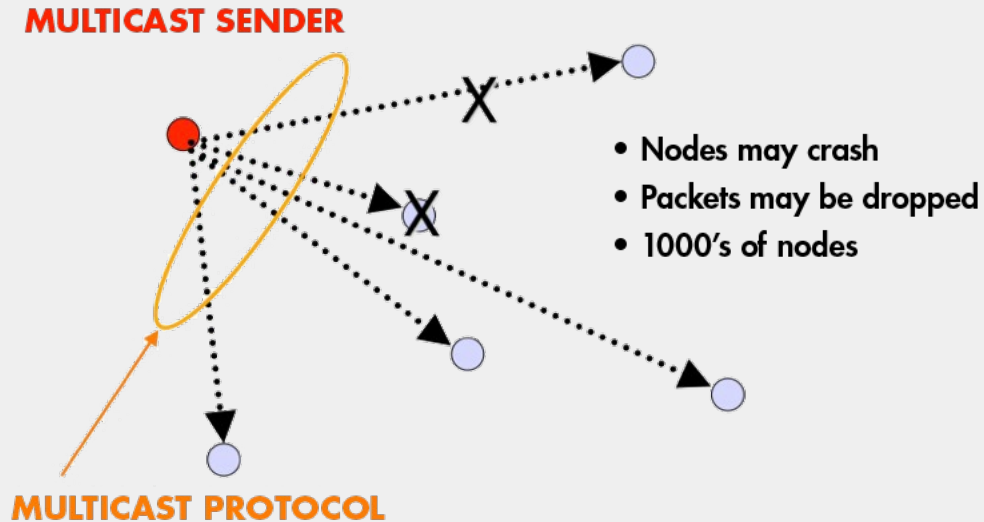 MULTICAST SENDER
X
• Nodes may crash
• Packets may be dropped
X
• 1000's of nodes
MULTICAST PROTOCOL